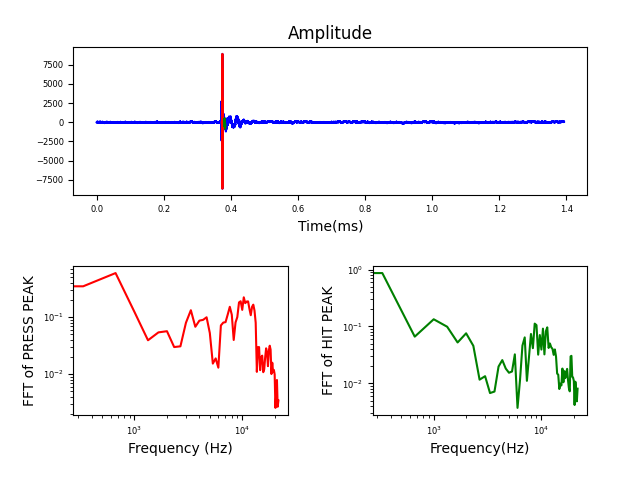 Amplitude
7500
5000
2500
0
−2500
−5000
−7500
0.0 0.2 0.4 0.6 0.8 1.0 1.2 1.4
Time(ms)
FFT of PRESS PEAK
10⁻¹
10⁻²
10³ 10⁴
Frequency (Hz)
FFT of HIT PEAK
10⁰
10⁻¹
10⁻²
10³ 10⁴
Frequency(Hz)